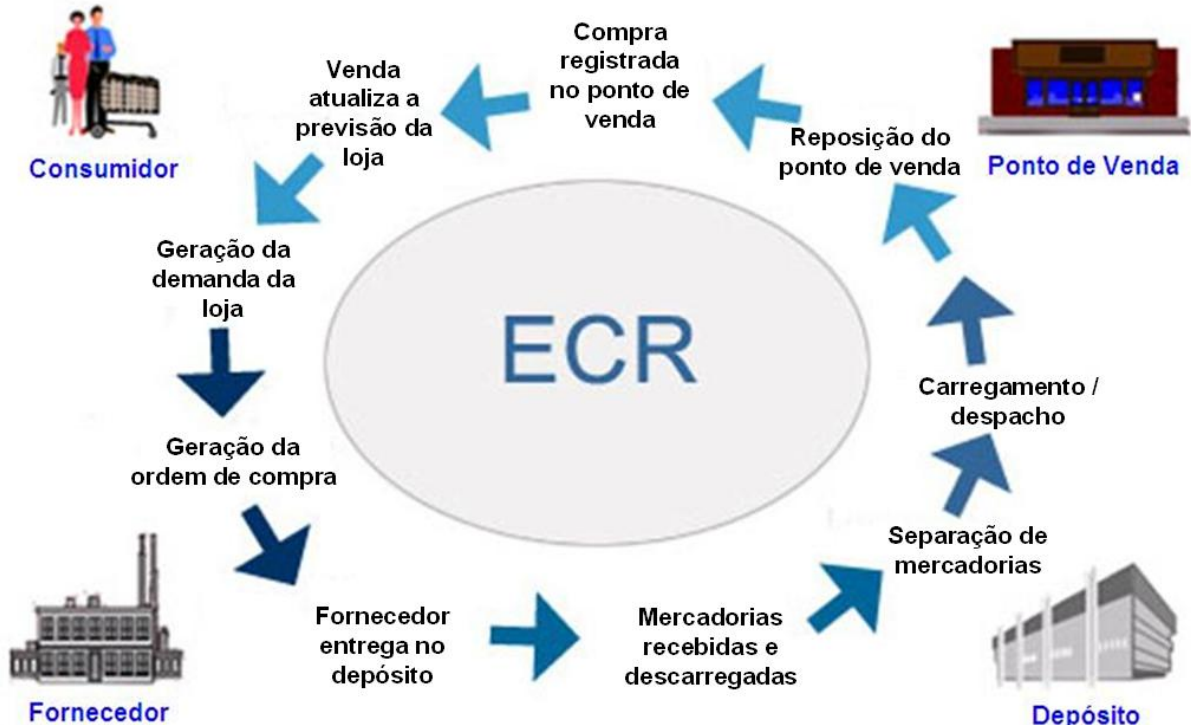 Compra
registrada
no ponto de
venda
Venda
atualiza a
previsão da
loja
Consumidor
Reposição do
ponto de venda
Ponto de Venda
Geração da
demanda da
loja
ECR
Carregamento /
despacho
Geração da
ordem de compra
Separação de
mercadorias
Fornecedor
entrega no
depósito
Mercadorias
recebidas e
descarregadas
Fornecedor
Depósito